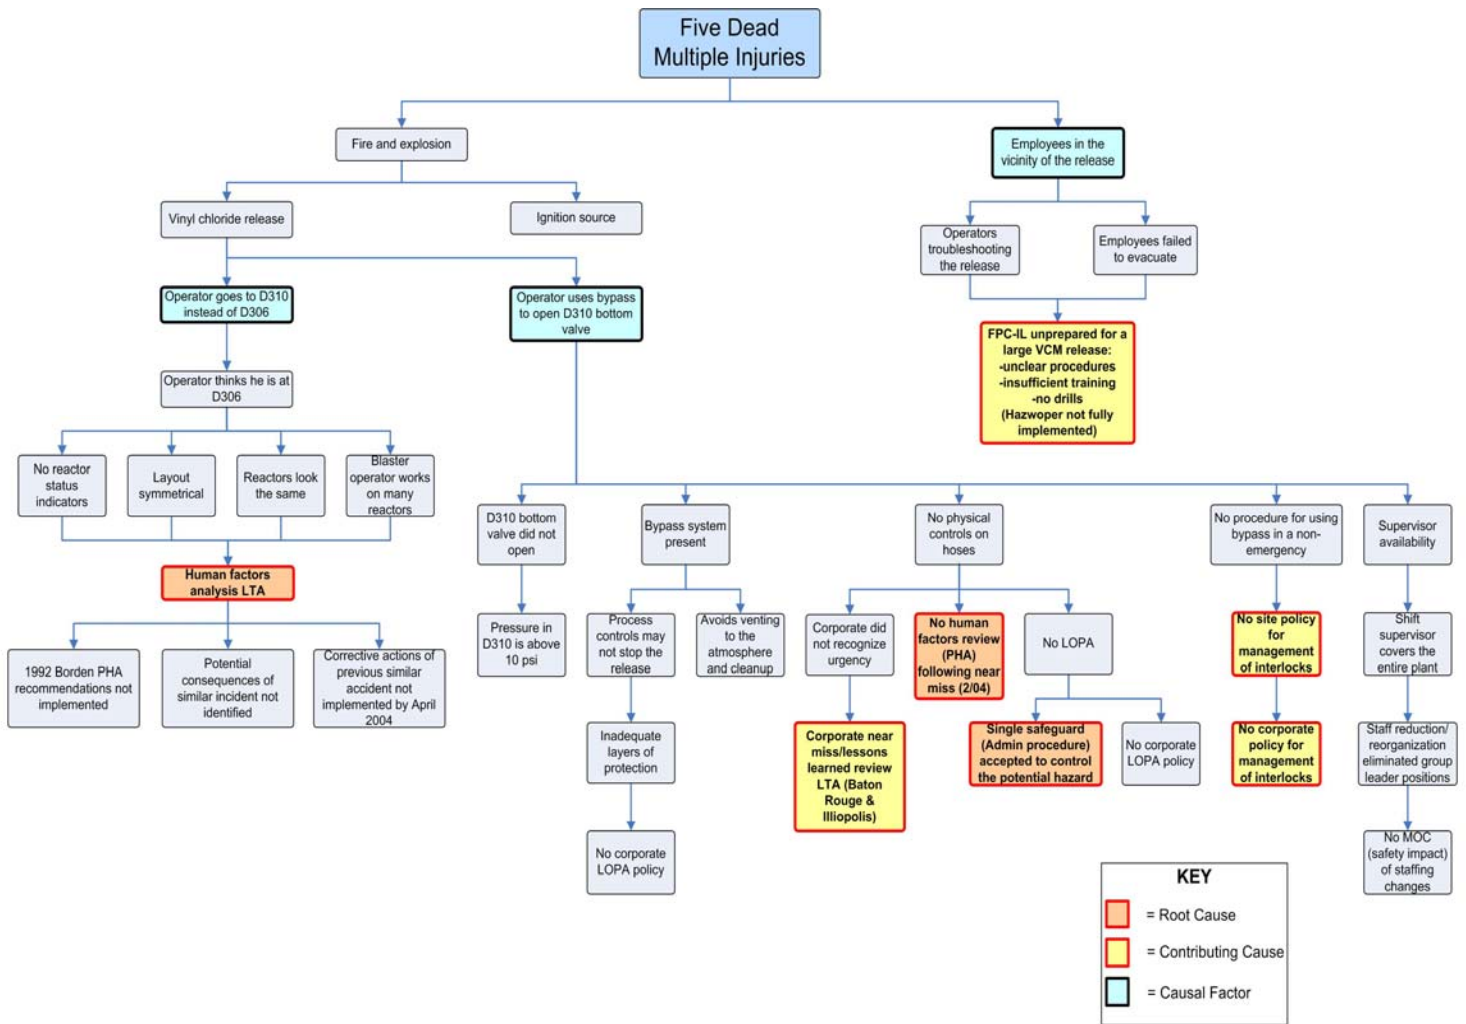 Five Dead
Multiple Injuries
Fire and explosion
Employees in the
vicinity of the release
Vinyl chloride release
Ignition source
Operators
troubleshooting
the release
Employees failed
to evacuate
Operator goes to D310
instead of D306
Operator uses bypass
to open D310 bottom
valve
FPC-IL unprepared for a
large VCM release:
-unclear procedures
-insufficient training
-no drills
(Hazwoper not fully
implemented)
Operator thinks he is at
D306
No reactor
status
indicators
Layout
symmetrical
Reactors look
the same
Blaster
operator works
on many
reactors
Human factors
analysis LTA
1992 Borden PHA
recommendations not
implemented
Potential
consequences of
similar incident not
identified
Corrective actions of
previous similar
accident not
implemented by April
2004
D310 bottom
valve did not
open
Bypass system
present
No physical
controls on
hoses
No procedure for using
bypass in a non-
emergency
Supervisor
availability
Pressure in
D310 is above
10 psi
Process
controls may
not stop the
release
Avoids venting
to the
atmosphere
and cleanup
Corporate did
not recognize
urgency
No human
factors review
(PHA)
following near
miss (2/04)
No LOPA
No site policy
for
management
of interlocks
Shift
supervisor
covers the
entire plant
Inadequate
layers of
protection
Corporate near
miss/lessons
learned review
LTA (Baton
Rouge &
Illiopolis)
Single safeguard
(Admin procedure)
accepted to control
the potential hazard
No corporate
LOPA policy
No corporate
policy for
management
of interlocks
Staff reduction/
reorganization
eliminated group
leader positions
No corporate
LOPA policy
No MOC
(safety impact)
of staffing
changes
KEY
= Root Cause
= Contributing Cause
= Causal Factor